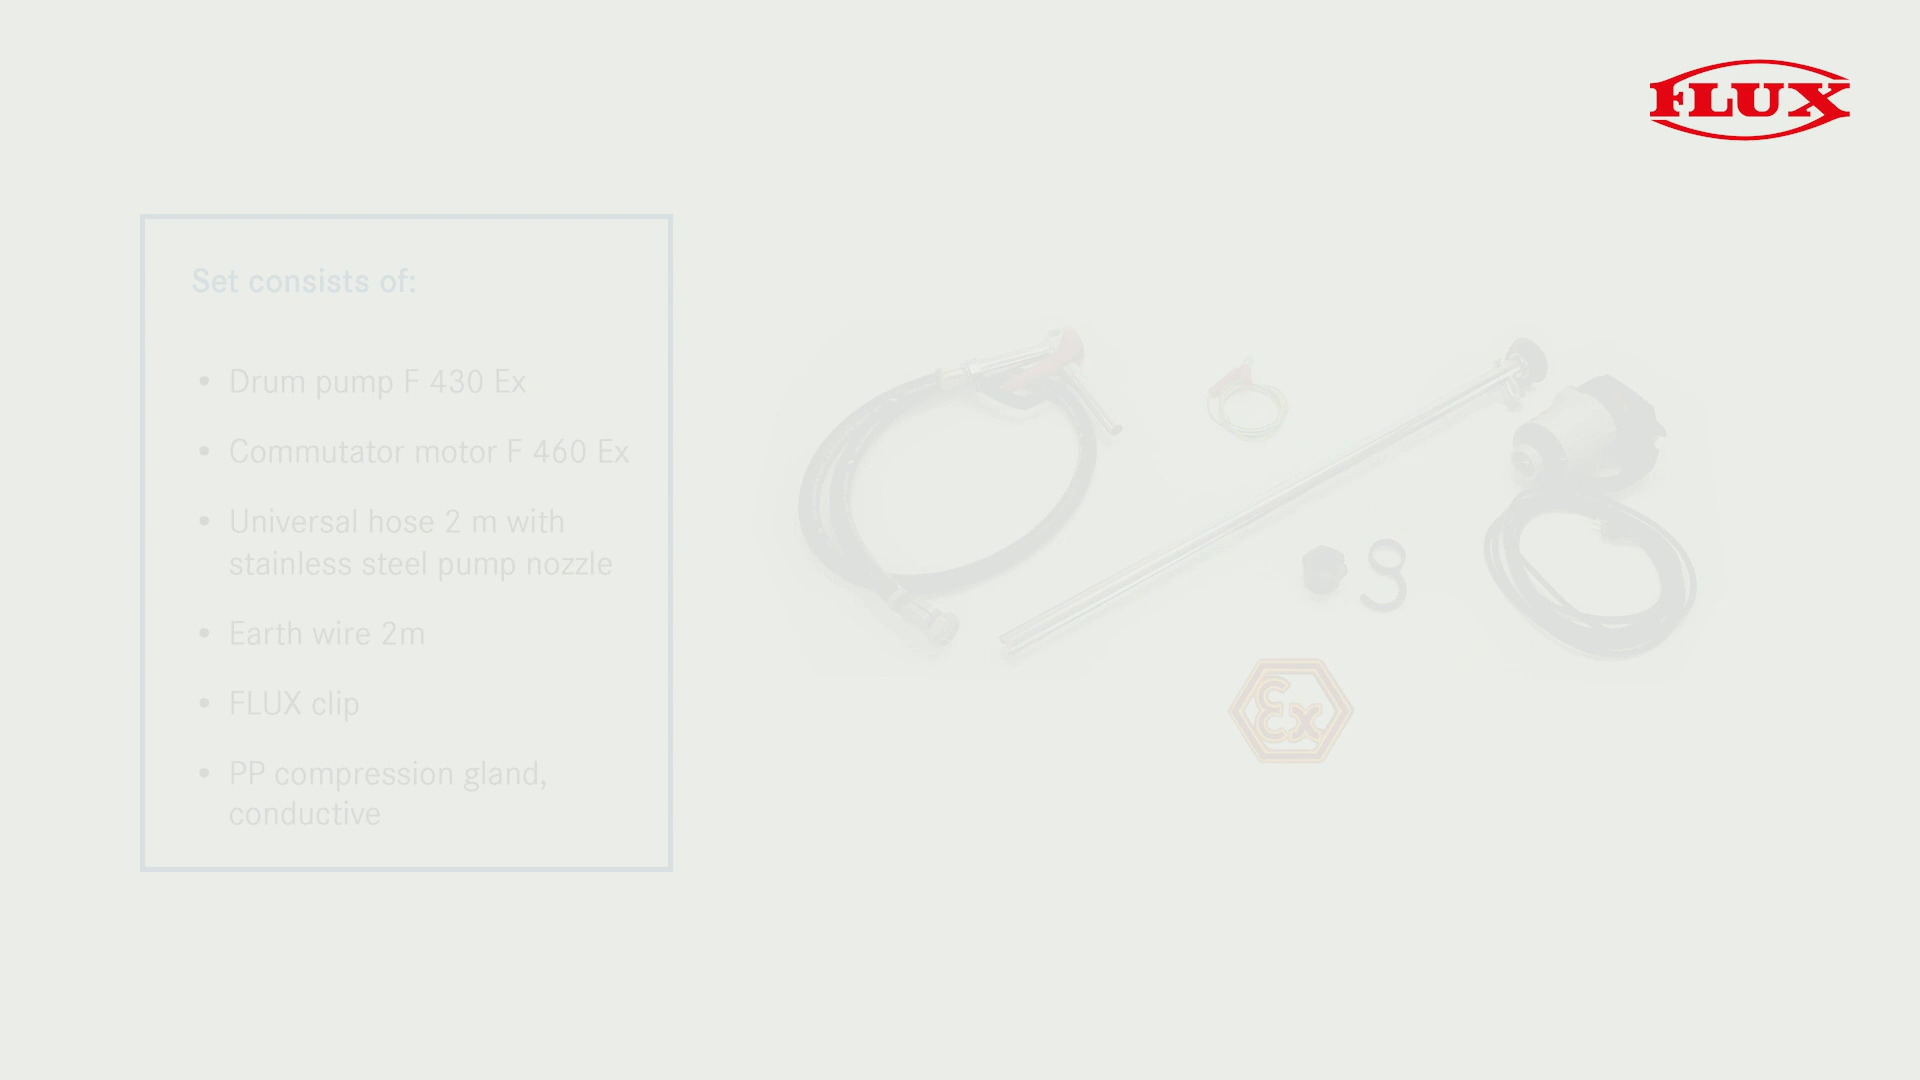 FLUX
Set consists of:
• Drum pump F 430 Ex
• Commutator motor F 460 Ex
• Universal hose 2 m with
stainless steel pump nozzle
• Earth wire 2m
• FLUX clip
• PP compression gland,
conductive
Ex